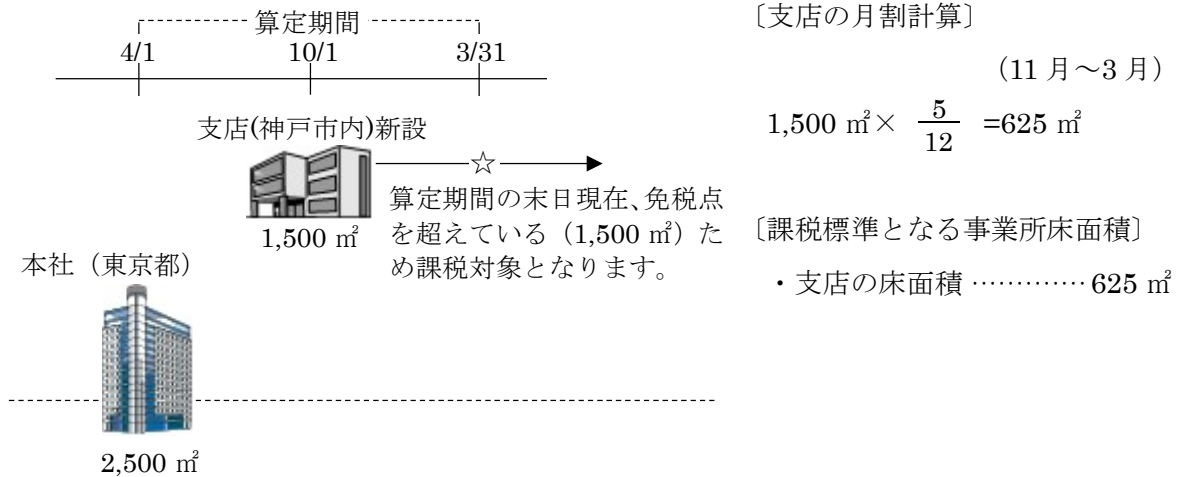 算定期間
4/1 10/1 3/31
支店(神戸市内)新設
☆
1,500 ㎡
算定期間の末日現在、免税点
を超えている（1,500 ㎡）た
め課税対象となります。
本社（東京都）
2,500 ㎡
〔支店の月割計算〕
（11 月～3 月）
1,500 ㎡× 5/12 =625 ㎡
〔課税標準となる事業所床面積〕
・支店の床面積 ………… 625 ㎡